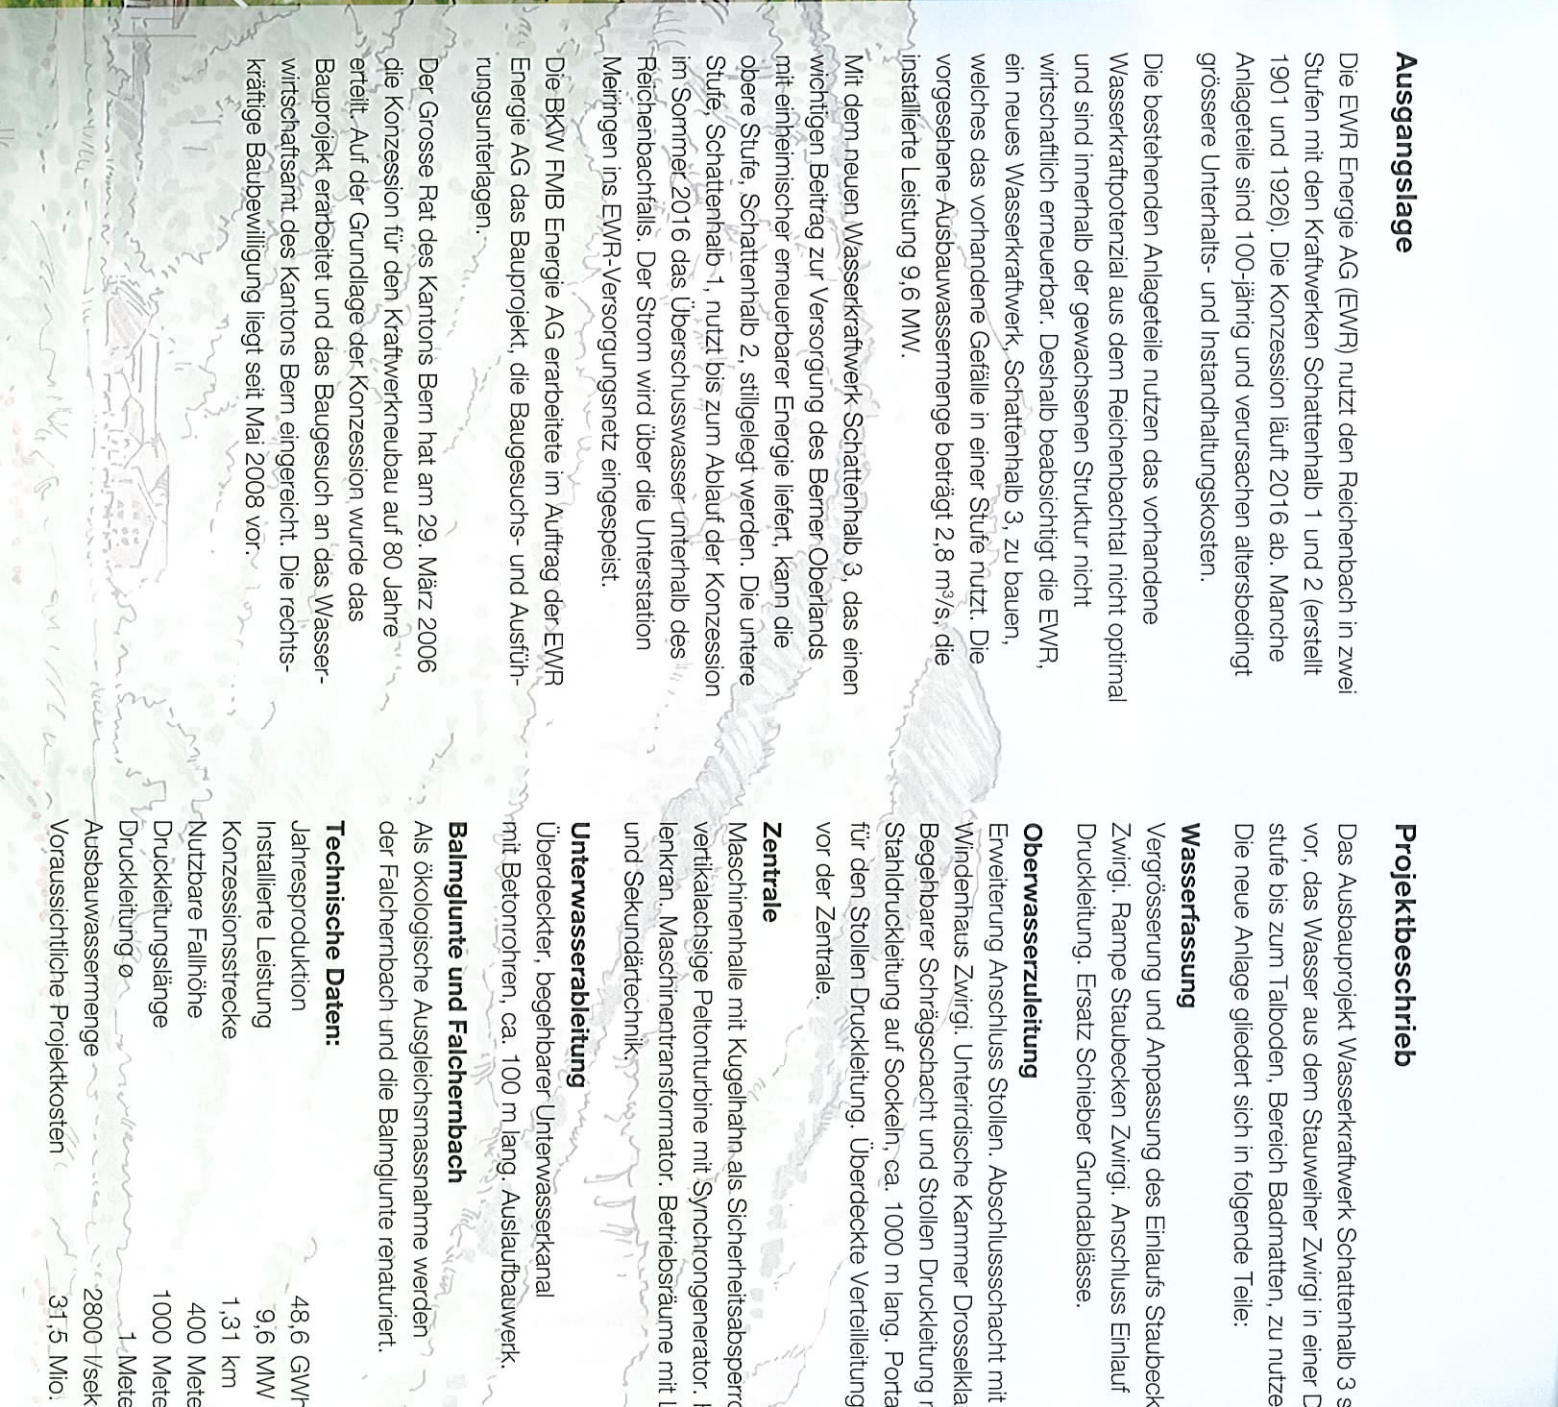 Ausgangslage
Die EWR Energie AG (EWR) nutzt den Reichenbach in zwei
Stufen mit den Kraftwerken Schattenhalb 1 und 2 (erstellt
1901 und 1926). Die Konzession läuft 2016 ab. Manche
Anlageteile sind 100-jährig und verursachen altersbedingt
grössere Unterhalts- und Instandhaltungskosten.
Die bestehenden Anlageteile nutzen das vorhandene
Wasserkraftpotenzial aus dem Reichenbachtal nicht optimal
und sind innerhalb der gewachsenen Struktur nicht
wirtschaftlich erneuerbar. Deshalb beabsichtigt die EWR,
ein neues Wasserkraftwerk, Schattenhalb 3, zu bauen,
welches das vorhandene Gefälle in einer Stufe nutzt. Die
vorgesehene Ausbauwassermenge beträgt 2,8 m³/s, die
installierte Leistung 9,6 MW.
Mit dem neuen Wasserkraftwerk Schattenhalb 3, das einen
wichtigen Beitrag zur Versorgung des Berner Oberlands
mit einheimischer erneuerbarer Energie liefert, kann die
obere Stufe, Schattenhalb 2, stillgelegt werden. Die untere
Stufe, Schattenhalb 1, nutzt bis zum Ablauf der Konzession
im Sommer 2016 das Überschusswasser unterhalb des
Reichenbachfalls. Der Strom wird über die Unterstation
Meiringen ins EWR-Versorgungsnetz eingespeist.
Die BKW FMB Energie AG erarbeitete im Auftrag der EWR
Energie AG das Bauprojekt, die Baugesuchs- und Ausfüh-
rungsunterlagen.
Der Grosse Rat des Kantons Bern hat am 29. März 2006
die Konzession für den Kraftwerkneubau auf 80 Jahre
erteilt. Auf der Grundlage der Konzession wurde das
Bauprojekt erarbeitet und das Baugesuch an das Wasser-
wirtschaftsamt des Kantons Bern eingereicht. Die rechts-
kräftige Baubewilligung liegt seit Mai 2008 vor.
Projektbeschrieb
Das Ausbauprojekt Wasserkraftwerk Schattenhalb 3 s
vor, das Wasser aus dem Stauweiher Zwirgi in einer D
stufe bis zum Talboden, Bereich Badmatten, zu nutze
Die neue Anlage gliedert sich in folgende Teile:
Wasserfassung
Vergrösserung und Anpassung des Einlaufs Staubeck
Zwirgi. Rampe Staubecken Zwirgi. Anschluss Einlauf
Druckleitung. Ersatz Schieber Grundablässe.
Oberwasserzuleitung
Erweiterung Anschluss Stollen. Abschlussschacht mit
Windenhaus Zwirgi. Unterirdische Kammer Drosselkla
Begehbarer Schrägschacht und Stollen Druckleitung
Stahldruckleitung auf Sockeln, ca. 1000 m lang. Porta
für den Stollen Druckleitung. Überdeckte Verteilleitung
vor der Zentrale.
Zentrale
Maschinenhalle mit Kugelhahn als Sicherheitsabsperro
vertikalachsige Peltonturbine mit Synchrongenerator.
lenkran. Maschinentransformator. Betriebsräume mit L
und Sekundärtechnik.
Unterwasserableitung
Überdeckter, begehbarer Unterwasserkanal
mit Betonrohren, ca. 100 m lang. Auslaufbauwerk.
Balmglunte und Falchernbach
Als ökologische Ausgleichsmassnahme werden
der Falchernbach und die Balmglunte renaturiert.
Technische Daten:
Jahresproduktion 48,6 GWh
Installierte Leistung 9,6 MW
Konzessionsstrecke 1,31 km
Nutzbare Fallhöhe 400 Mete
Druckleitungslänge 1000 Mete
Druckleitung ø 1 Mete
Ausbauwassermenge 2800 l/sek
Voraussichtliche Projektkosten 31,5 Mio.